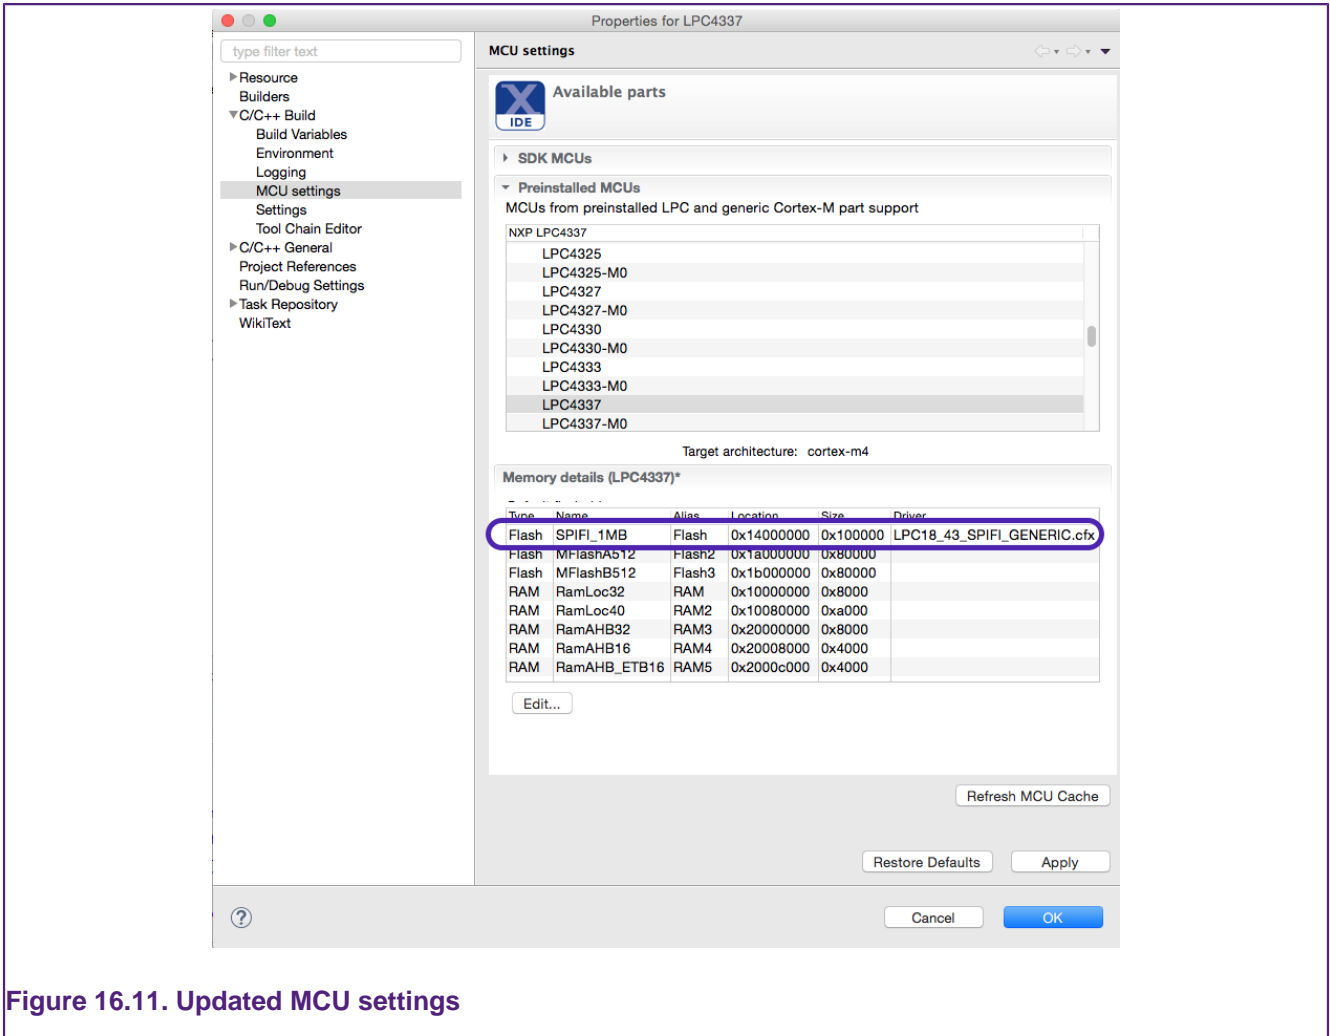 Properties for LPC4337
type filter text
Resource
Builders
C/C++ Build
Build Variables
Environment
Logging
MCU settings
Settings
Tool Chain Editor
C/C++ General
Project References
Run/Debug Settings
Task Repository
WikiText
MCU settings
IDE
Available parts
SDK MCUs
Preinstalled MCUs
MCUs from preinstalled LPC and generic Cortex-M part support
NXP LPC4337
LPC4325
LPC4325-M0
LPC4327
LPC4327-M0
LPC4330
LPC4330-M0
LPC4333
LPC4333-M0
LPC4337
LPC4337-M0
Target architecture: cortex-m4
Memory details (LPC4337)*
Type Name Alias Location Size Driver
Flash SPIFI_1MB Flash 0x14000000 0x100000 LPC18_43_SPIFI_GENERIC.cfx
Flash MFlashA512 Flash2 0x1a000000 0x80000
Flash MFlashB512 Flash3 0x1b000000 0x80000
RAM RamLoc32 RAM 0x10000000 0x8000
RAM RamLoc40 RAM2 0x10080000 0xa000
RAM RamAHB32 RAM3 0x20000000 0x8000
RAM RamAHB16 RAM4 0x20008000 0x4000
RAM RamAHB_ETB16 RAM5 0x2000c000 0x4000
Edit...
Refresh MCU Cache
Restore Defaults Apply
? Cancel OK
Figure 16.11. Updated MCU settings